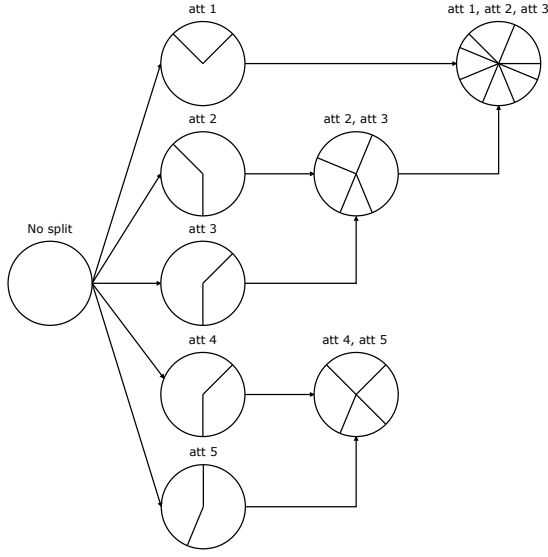 att 1
att 1, att 2, att 3
att 2
att 2, att 3
No split
att 3
att 4
att 4, att 5
att 5